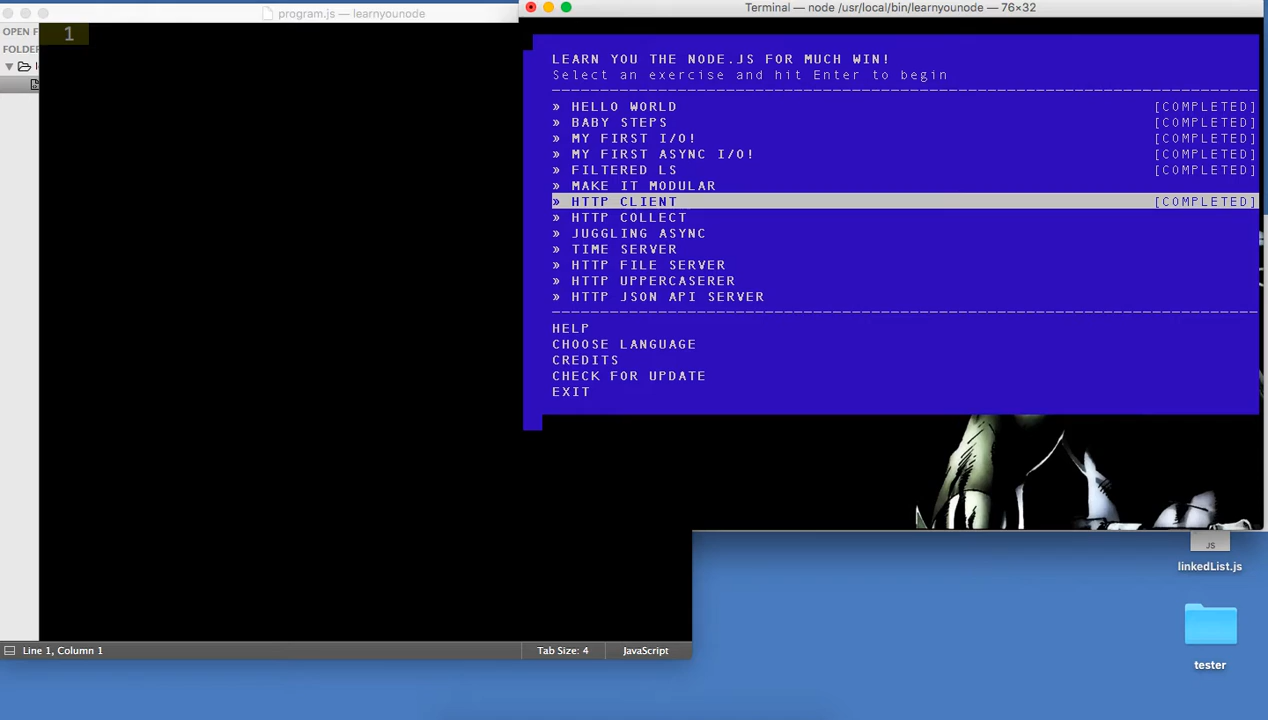 program.js — learnyounode
Terminal — node /usr/local/bin/learnyounode — 76×32
OPEN F
FOLDER
1
LEARN YOU THE NODE.JS FOR MUCH WIN!
Select an exercise and hit Enter to begin
» HELLO WORLD [COMPLETED]
» BABY STEPS [COMPLETED]
» MY FIRST I/O! [COMPLETED]
» MY FIRST ASYNC I/O! [COMPLETED]
» FILTERED LS [COMPLETED]
» MAKE IT MODULAR
» HTTP CLIENT [COMPLETED]
» HTTP COLLECT
» JUGGLING ASYNC
» TIME SERVER
» HTTP FILE SERVER
» HTTP UPPERCASERER
» HTTP JSON API SERVER
HELP
CHOOSE LANGUAGE
CREDITS
CHECK FOR UPDATE
EXIT
JS
linkedList.js
tester
Line 1, Column 1
Tab Size: 4
JavaScript